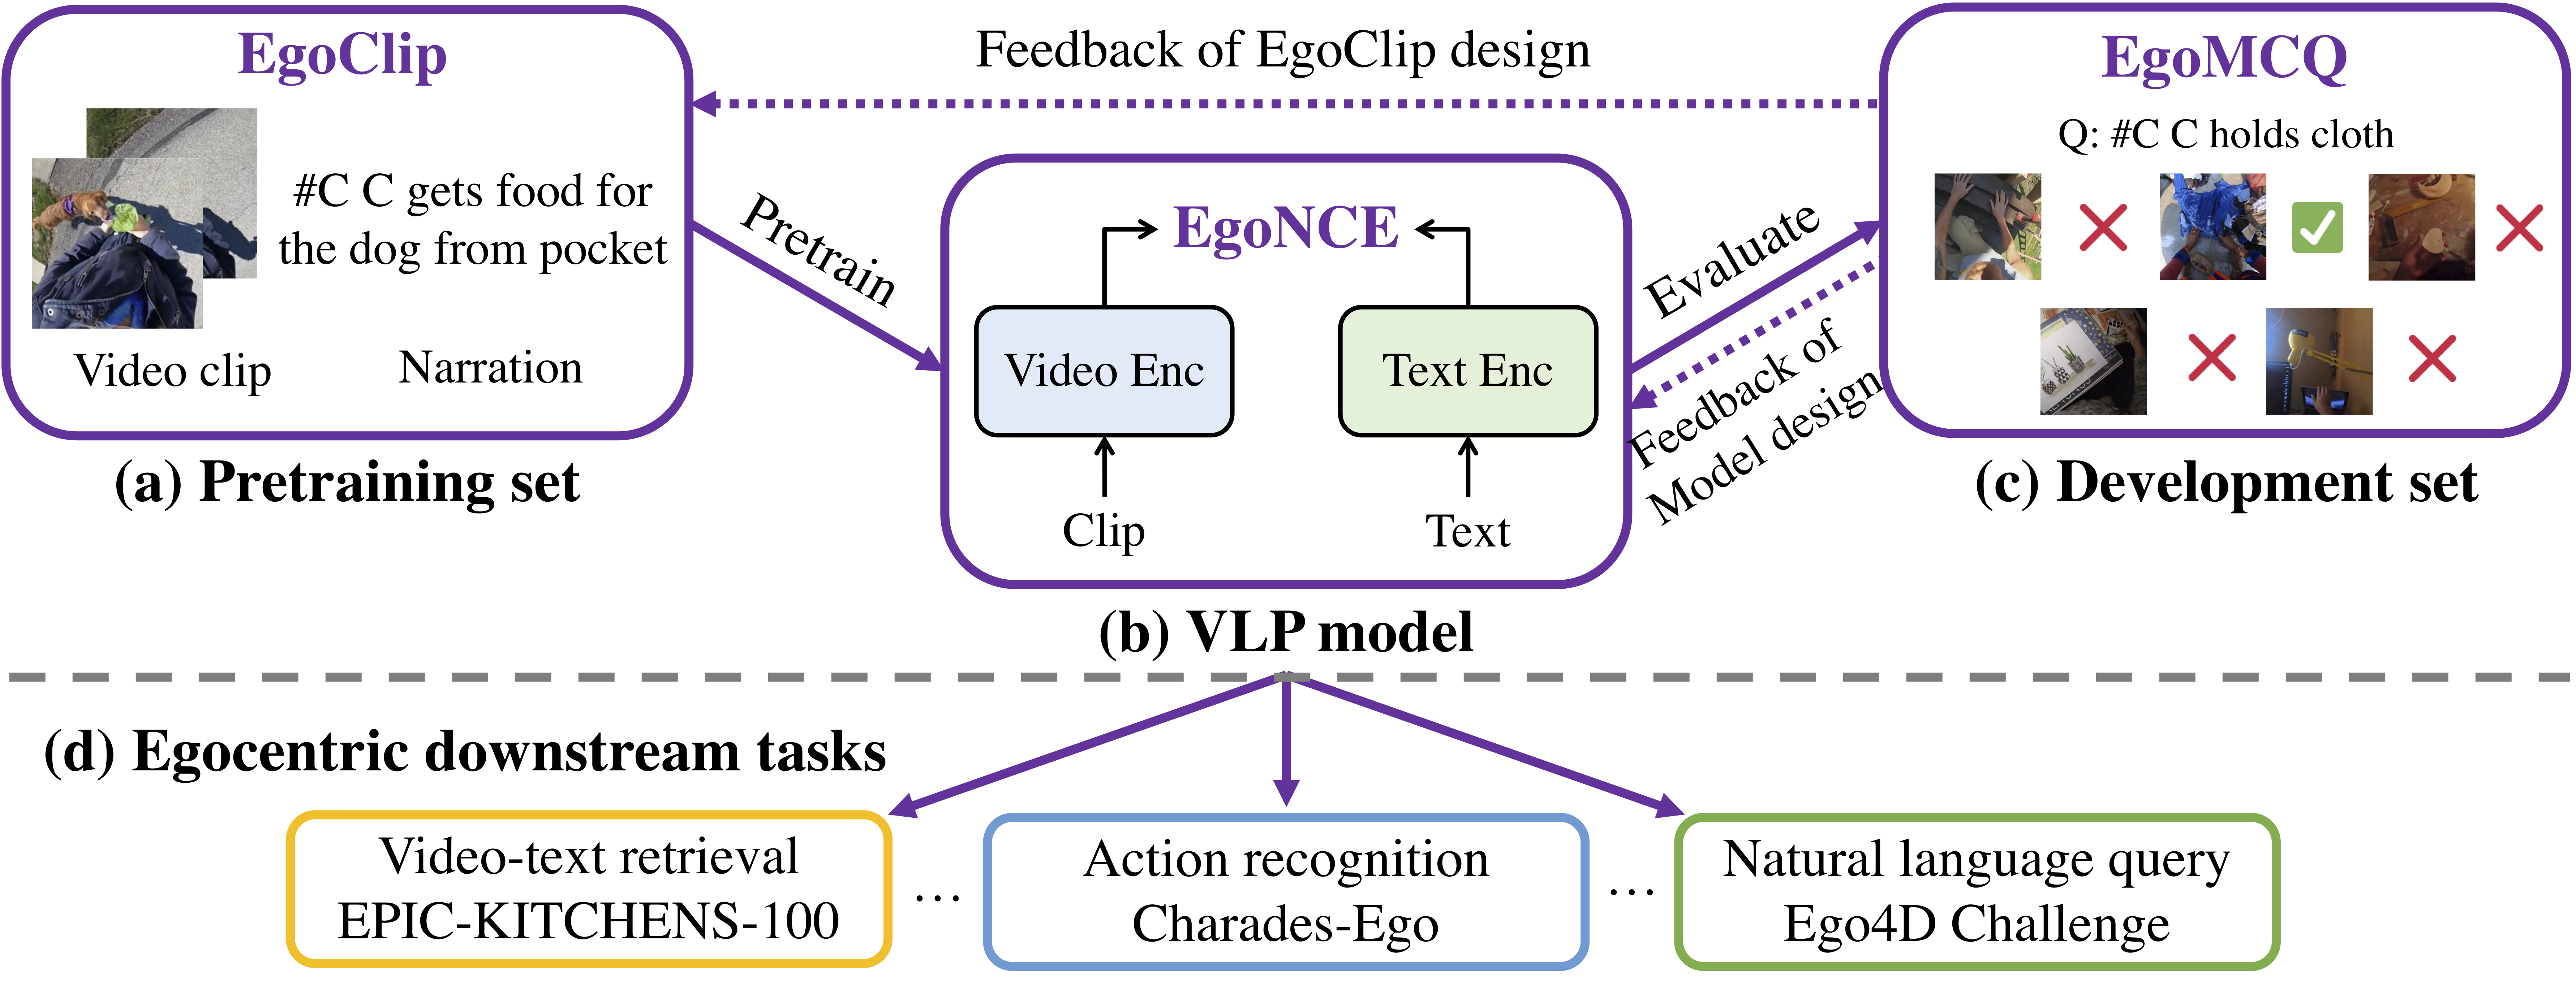 EgoClip
#C C gets food for
the dog from pocket
Video clip
Narration
(a) Pretraining set
Feedback of EgoClip design
Pretrain
EgoNCE
Video Enc
Text Enc
Clip
Text
(b) VLP model
Evaluate
Feedback of
Model design
EgoMCQ
Q: #C C holds cloth
(c) Development set
(d) Egocentric downstream tasks
Video-text retrieval
EPIC-KITCHENS-100
...
Action recognition
Charades-Ego
...
Natural language query
Ego4D Challenge